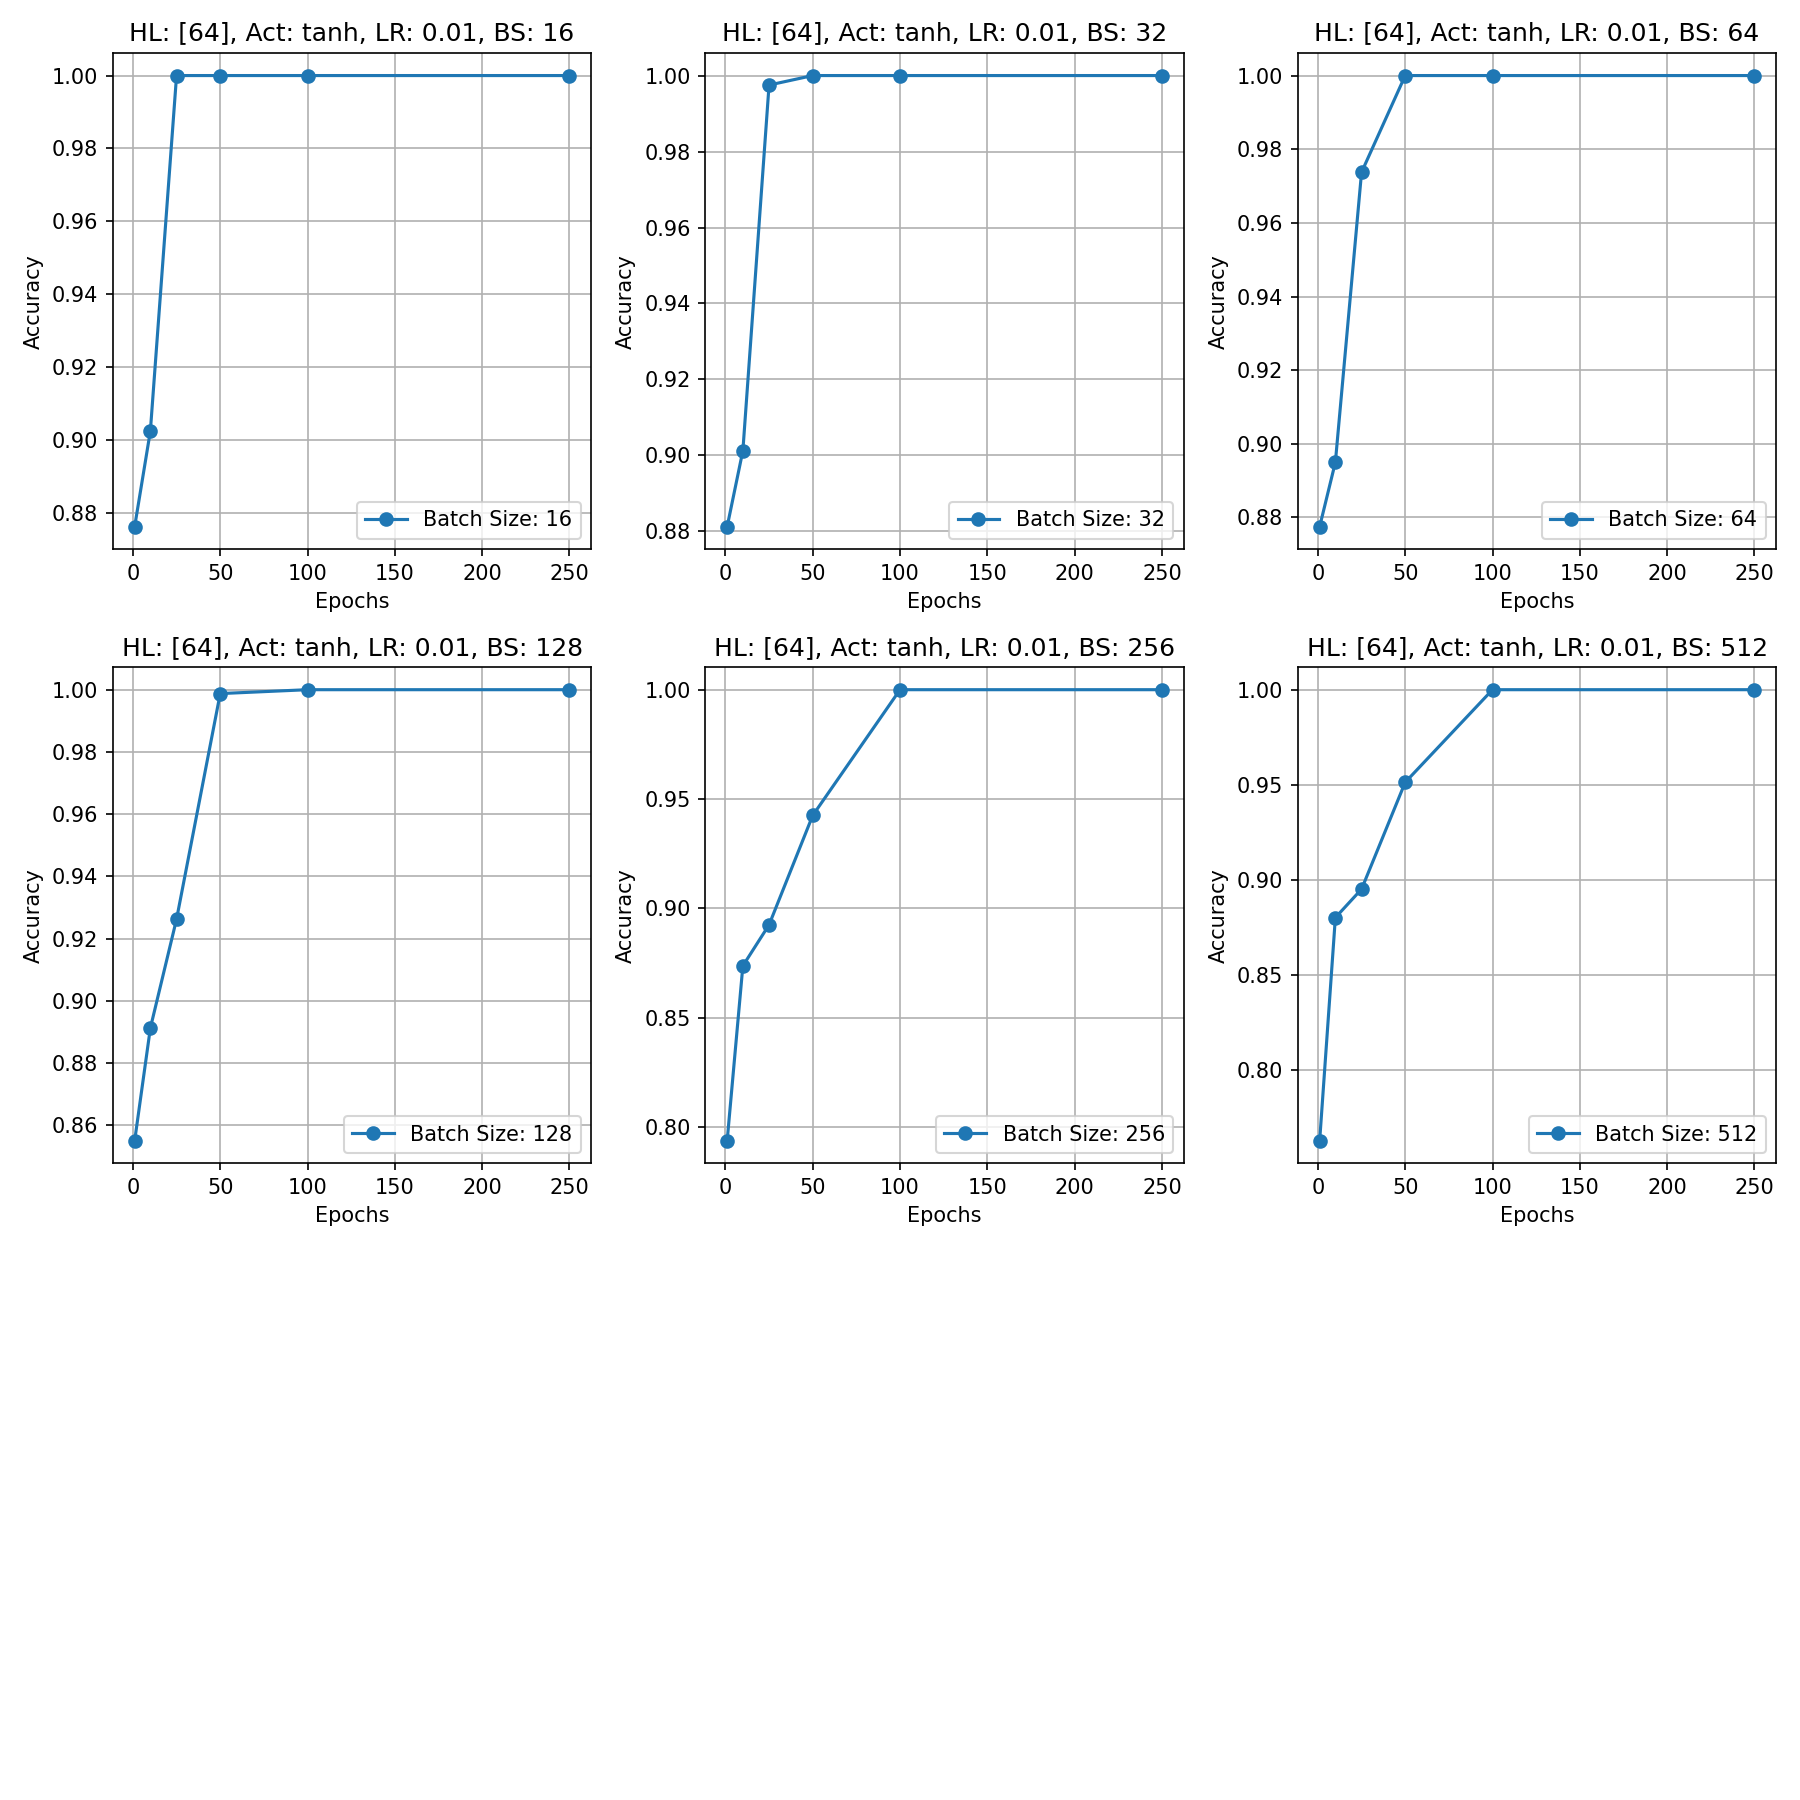 HL: [64], Act: tanh, LR: 0.01, BS: 16
1.00
0.98
0.96
0.94
0.92
0.90
0.88
Accuracy
Batch Size: 16
0 50 100 150 200 250
Epochs
HL: [64], Act: tanh, LR: 0.01, BS: 32
1.00
0.98
0.96
0.94
0.92
0.90
0.88
Accuracy
Batch Size: 32
0 50 100 150 200 250
Epochs
HL: [64], Act: tanh, LR: 0.01, BS: 64
1.00
0.98
0.96
0.94
0.92
0.90
0.88
Accuracy
Batch Size: 64
0 50 100 150 200 250
Epochs
HL: [64], Act: tanh, LR: 0.01, BS: 128
1.00
0.98
0.96
0.94
0.92
0.90
0.88
0.86
Accuracy
Batch Size: 128
0 50 100 150 200 250
Epochs
HL: [64], Act: tanh, LR: 0.01, BS: 256
1.00
0.95
0.90
0.85
0.80
Accuracy
Batch Size: 256
0 50 100 150 200 250
Epochs
HL: [64], Act: tanh, LR: 0.01, BS: 512
1.00
0.95
0.90
0.85
0.80
Accuracy
Batch Size: 512
0 50 100 150 200 250
Epochs